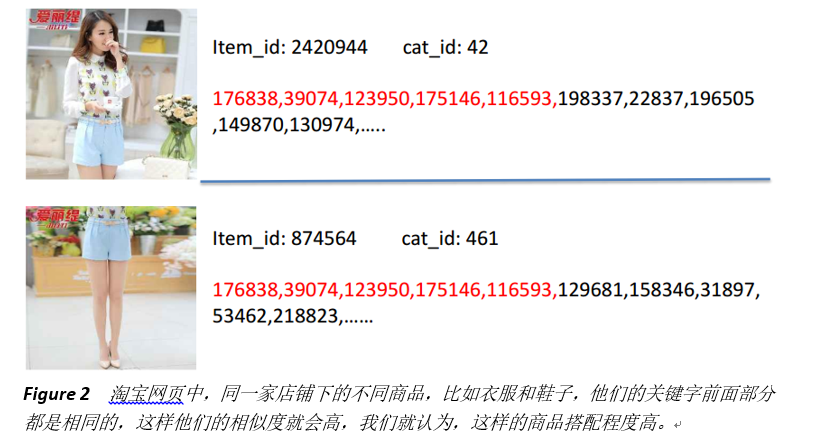 爱丽缇
Item_id: 2420944 cat_id: 42
176838,39074,123950,175146,116593,198337,22837,196505
,149870,130974,…..
爱丽缇
Item_id: 874564 cat_id: 461
176838,39074,123950,175146,116593,129681,158346,31897,
53462,218823,……
Figure 2 淘宝网页中，同一家店铺下的不同商品，比如衣服和鞋子，他们的关键字前面部分
都是相同的，这样他们的相似度就会高，我们就认为，这样的商品搭配程度高。